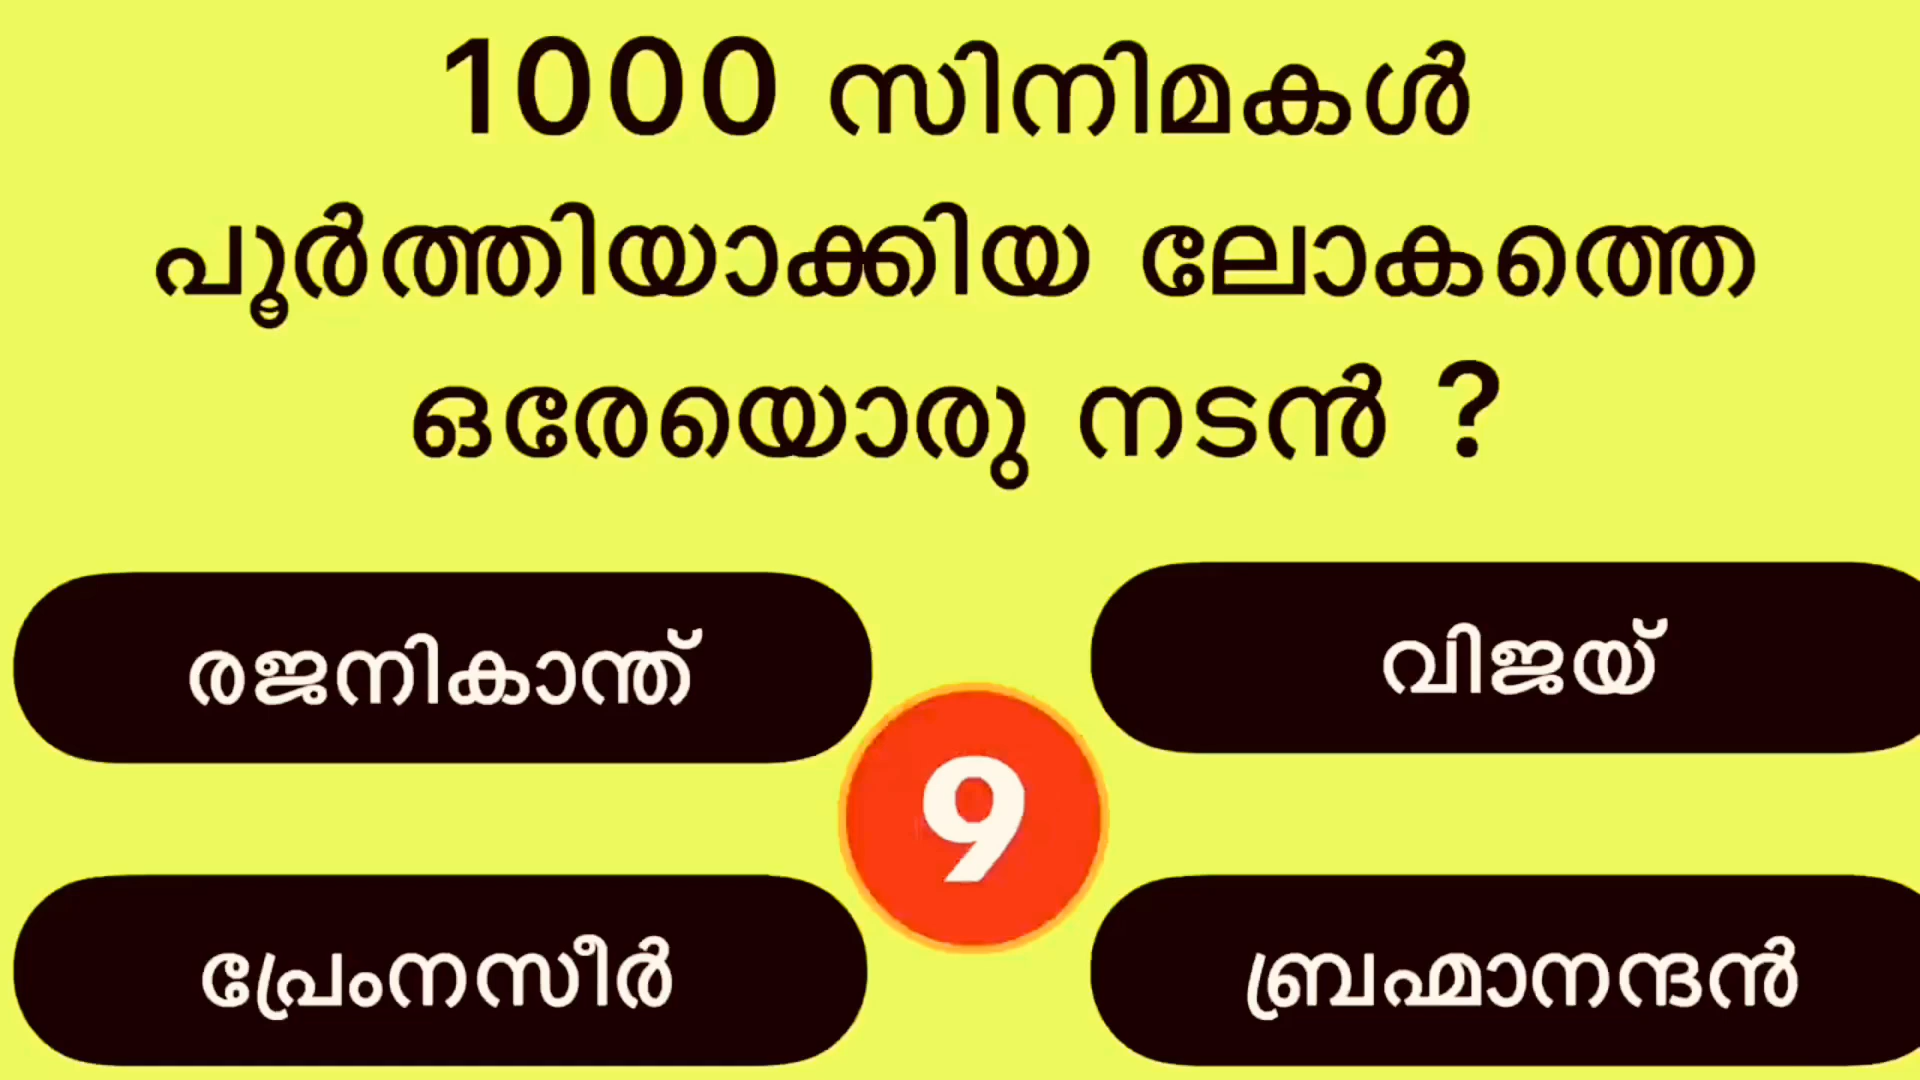 1000 സിനിമകൾ
പൂർത്തിയാക്കിയ ലോകത്തെ
ഒരേയൊരു നടൻ ?
രജനികാന്ത്
വിജയ്
9
പ്രേംനസീർ
ബ്രഹ്മാനന്ദൻ